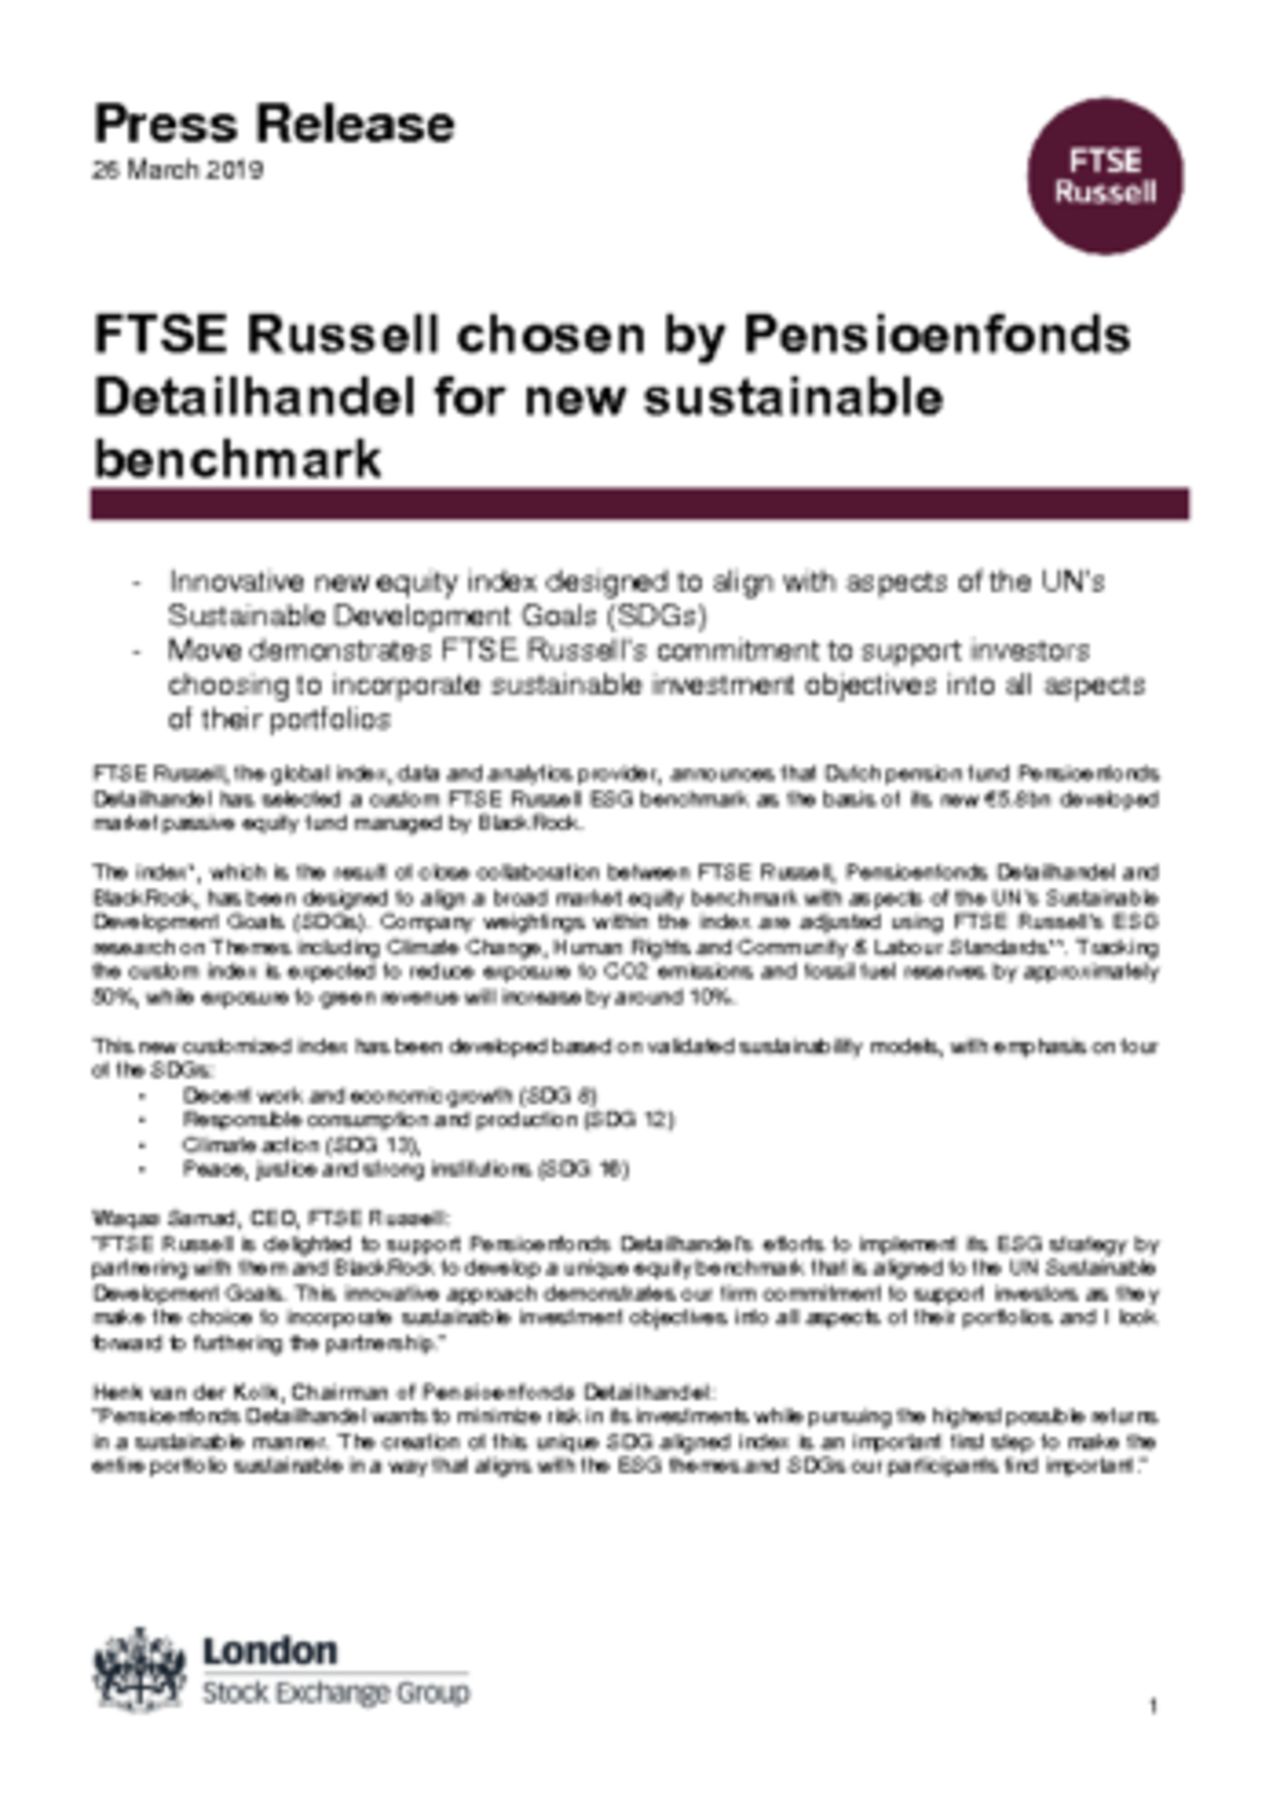 Press Release
26 March 2019
FTSE
Russell
FTSE Russell chosen by Pensioenfonds
Detailhandel for new sustainable
benchmark
- Innovative new equity index designed to align with aspects of the UN's
Sustainable Development Goals (SDGs)
- Move demonstrates FTSE Russell's commitment to support investors
choosing to incorporate sustainable investment objectives into all aspects
of their portfolios
FTSE Russell, the global index, data and analytics provider, announces that Dutch pension fund Pensioenfonds
Detailhandel has selected a custom FTSE Russell ESG benchmark as the basis of its new developed
market passive equity fund managed by BlackRock.
The index*, which is the result of close collaboration between FTSE Russell, Pensioenfonds Detailhandel and
BlackRock, has been designed to align a broad market equity benchmark with aspects of the UN's Sustainable
Development Goals (SDGs). Company weightings within the index are adjusted using FTSE Russell's ESG
research on Themes including Climate Change, Human Rights and Community & Labour Standards**. Tracking
the custom index is expected to reduce exposure to CO2 emissions and fossil fuel reserves by approximately
50%, while exposure to green revenue will increase by around 10%.
This new customized index has been developed based on validated sustainability models, with emphasis on four
of the SDGs:
• Decent work and economic growth (SDG 8)
• Responsible consumption and production (SDG 12)
• Climate action (SDG 13),
• Peace, justice and strong institutions (SDG 16)
Waqas Samad, CEO, FTSE Russell:
"FTSE Russell is delighted to support Pensioenfonds Detailhandel's efforts to implement its ESG strategy by
partnering with them and BlackRock to develop a unique equity benchmark that is aligned to the UN Sustainable
Development Goals. This innovative approach demonstrates our firm commitment to support investors as they
make the choice to incorporate sustainable investment objectives into all aspects of their portfolios and I look
forward to furthering the partnership."
Henk van der Kolk, Chairman of Pensioenfonds Detailhandel:
"Pensioenfonds Detailhandel wants to minimize risk in its investments while pursuing the highest possible returns
in a sustainable manner. The creation of this unique SDG aligned index is an important first step to make the
entire portfolio sustainable in a way that aligns with the ESG themes and SDGs our participants find important."
London
Stock Exchange Group
1